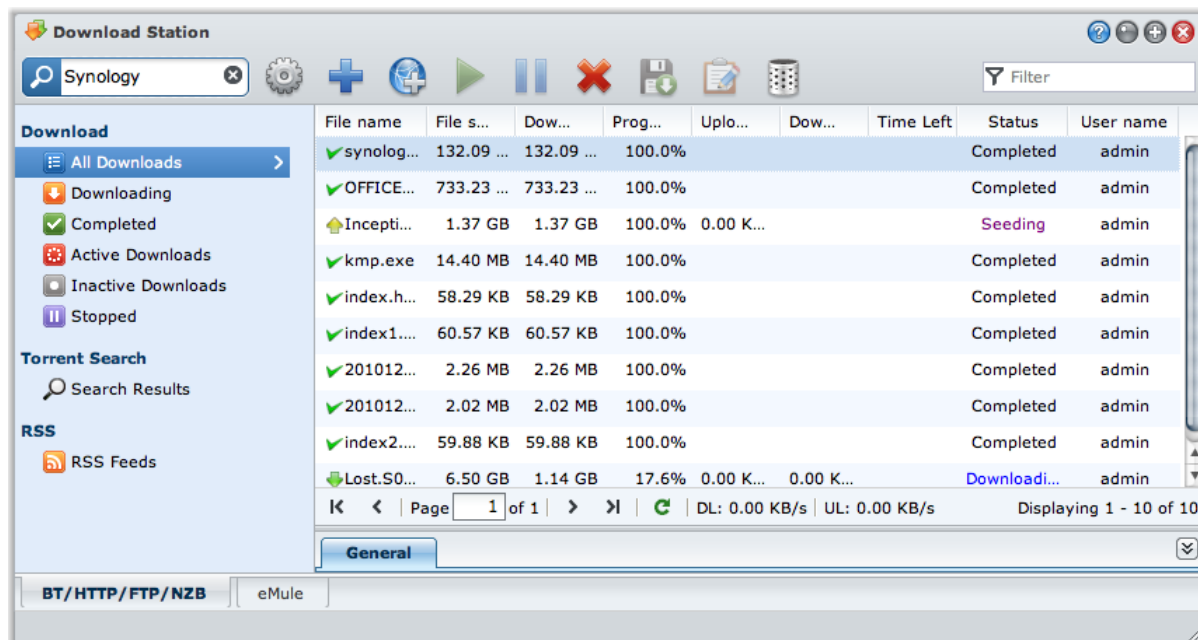 Download Station
Synology
Filter
Download
All Downloads
Downloading
Completed
Active Downloads
Inactive Downloads
Stopped
Torrent Search
Search Results
RSS
RSS Feeds
File name File s... Dow... Prog... Uplo... Dow... Time Left Status User name
synolog... 132.09 ... 132.09 ... 100.0% Completed admin
OFFICE... 733.23 ... 733.23 ... 100.0% Completed admin
Incepti... 1.37 GB 1.37 GB 100.0% 0.00 K... Seeding admin
kmp.exe 14.40 MB 14.40 MB 100.0% Completed admin
index.h... 58.29 KB 58.29 KB 100.0% Completed admin
index1.... 60.57 KB 60.57 KB 100.0% Completed admin
201012... 2.26 MB 2.26 MB 100.0% Completed admin
201012... 2.02 MB 2.02 MB 100.0% Completed admin
index2.... 59.88 KB 59.88 KB 100.0% Completed admin
Lost.S0... 6.50 GB 1.14 GB 17.6% 0.00 K... 0.00 K... Downloadi... admin
Page 1 of 1 DL: 0.00 KB/s UL: 0.00 KB/s Displaying 1 - 10 of 10
General
BT/HTTP/FTP/NZB eMule